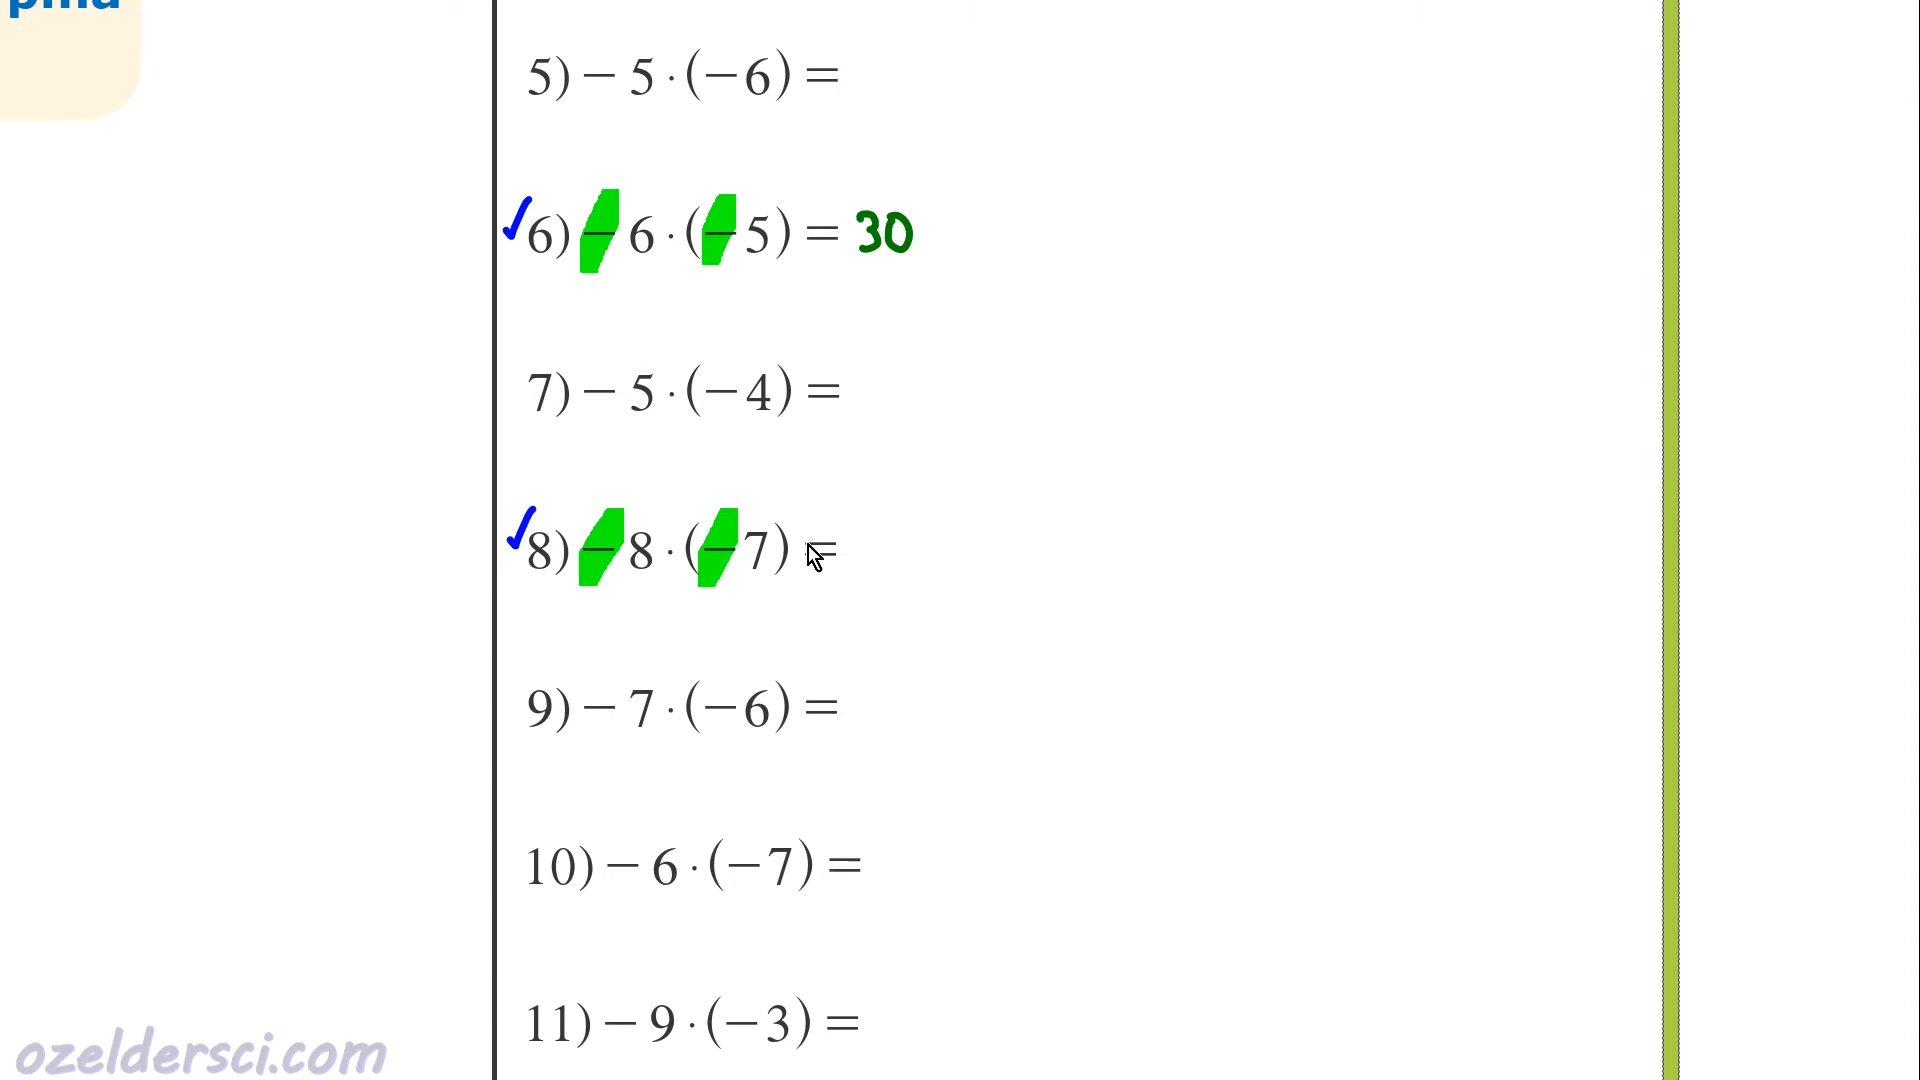 5) − 5 · (−6) =
6) − 6 · (−5) = 30
7) − 5 · (−4) =
8) − 8 · (−7) =
9) − 7 · (−6) =
10) − 6 · (−7) =
11) − 9 · (−3) =
ozeldersci.com